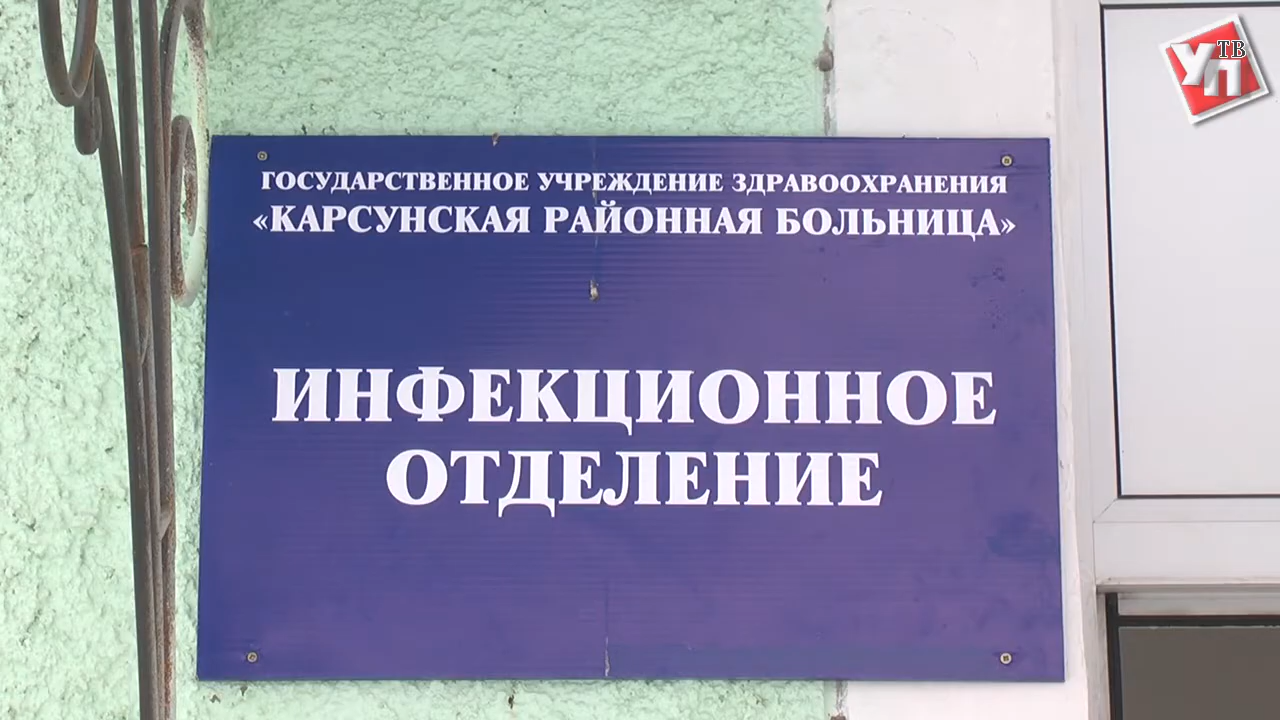 УП
ТВ
ГОСУДАРСТВЕННОЕ УЧРЕЖДЕНИЕ ЗДРАВООХРАНЕНИЯ
«КАРСУНСКАЯ РАЙОННАЯ БОЛЬНИЦА»
ИНФЕКЦИОННОЕ
ОТДЕЛЕНИЕ